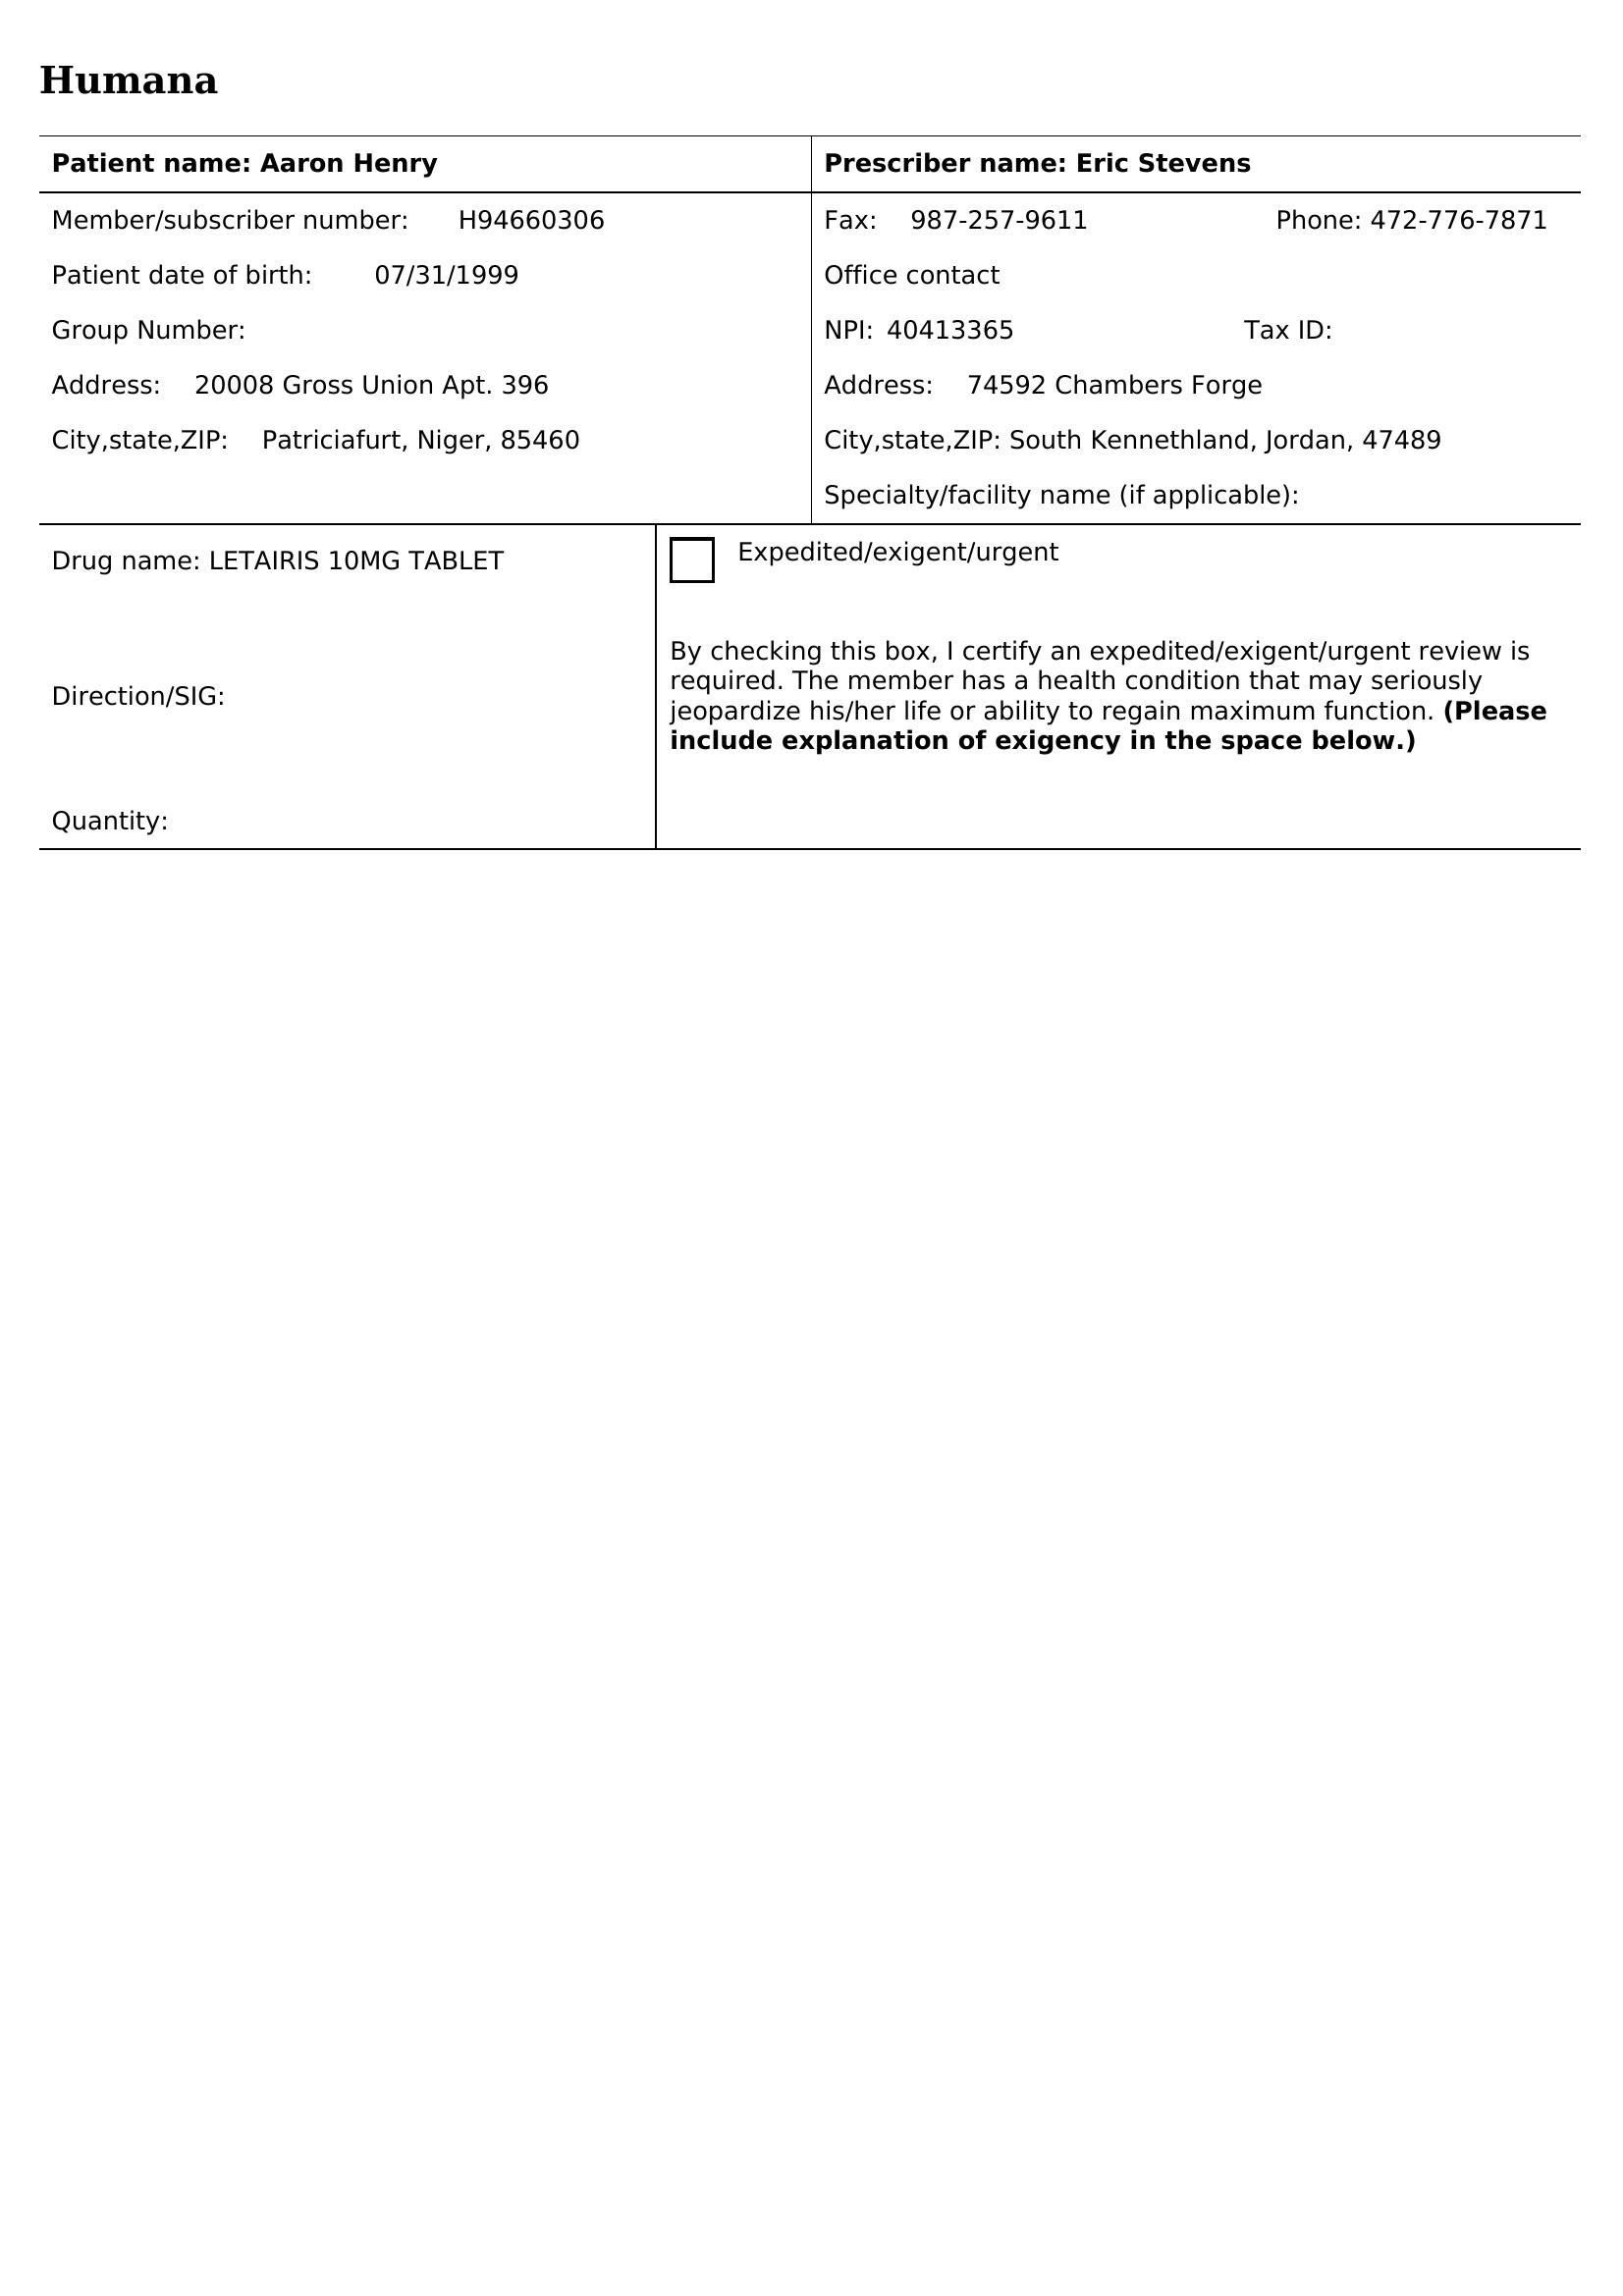 Humana
Patient name: Aaron Henry
Member/subscriber number: H94660306
Patient date of birth: 07/31/1999
Group Number:
Address: 20008 Gross Union Apt. 396
City,state,ZIP: Patriciafurt, Niger, 85460
Prescriber name: Eric Stevens
Fax: 987-257-9611 Phone: 472-776-7871
Office contact
NPI: 40413365 Tax ID:
Address: 74592 Chambers Forge
City,state,ZIP: South Kennethland, Jordan, 47489
Specialty/facility name (if applicable):
Drug name: LETAIRIS 10MG TABLET
Direction/SIG:
Quantity:
Expedited/exigent/urgent
By checking this box, I certify an expedited/exigent/urgent review is
required. The member has a health condition that may seriously
jeopardize his/her life or ability to regain maximum function. (Please
include explanation of exigency in the space below.)